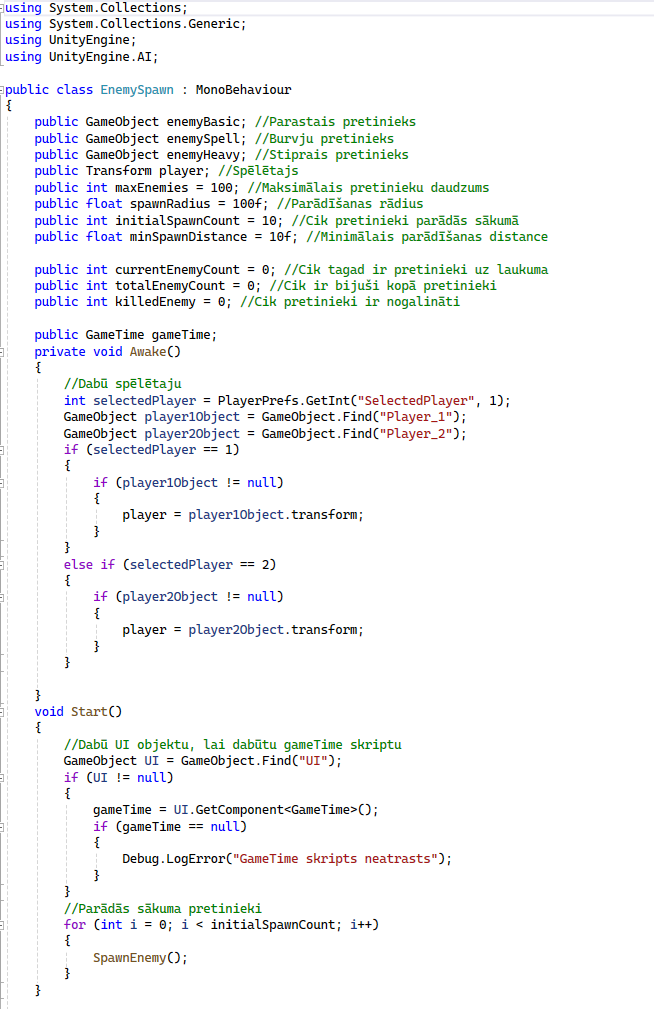 using System.Collections;
using System.Collections.Generic;
using UnityEngine;
using UnityEngine.AI;

public class EnemySpawn : MonoBehaviour
{
    public GameObject enemyBasic; //Parastais pretinieks
    public GameObject enemySpell; //Burvju pretinieks
    public GameObject enemyHeavy; //Stiprais pretinieks
    public Transform player; //Spēlētajs
    public int maxEnemies = 100; //Maksimālais pretinieku daudzums
    public float spawnRadius = 100f; //Parādīšanas rādius
    public int initialSpawnCount = 10; //Cik pretinieki parādās sākumā
    public float minSpawnDistance = 10f; //Minimālais parādīšanas distance

    public int currentEnemyCount = 0; //Cik tagad ir pretinieki uz laukuma
    public int totalEnemyCount = 0; //Cik ir bijuši kopā pretinieki
    public int killedEnemy = 0; //Cik pretinieki ir nogalināti

    public GameTime gameTime;
    private void Awake()
    {
        //Dabū spēlētaju
        int selectedPlayer = PlayerPrefs.GetInt("SelectedPlayer", 1);
        GameObject player1Object = GameObject.Find("Player_1");
        GameObject player2Object = GameObject.Find("Player_2");
        if (selectedPlayer == 1)
        {
            if (player1Object != null)
            {
                player = player1Object.transform;
            }
        }
        else if (selectedPlayer == 2)
        {
            if (player2Object != null)
            {
                player = player2Object.transform;
            }
        }

    }
    void Start()
    {
        //Dabū UI objektu, lai dabūtu gameTime skriptu
        GameObject UI = GameObject.Find("UI");
        if (UI != null)
        {
            gameTime = UI.GetComponent<GameTime>();
            if (gameTime == null)
            {
                Debug.LogError("GameTime skripts neatrasts");
            }
        }
        //Parādās sākuma pretinieki
        for (int i = 0; i < initialSpawnCount; i++)
        {
            SpawnEnemy();
        }
    }